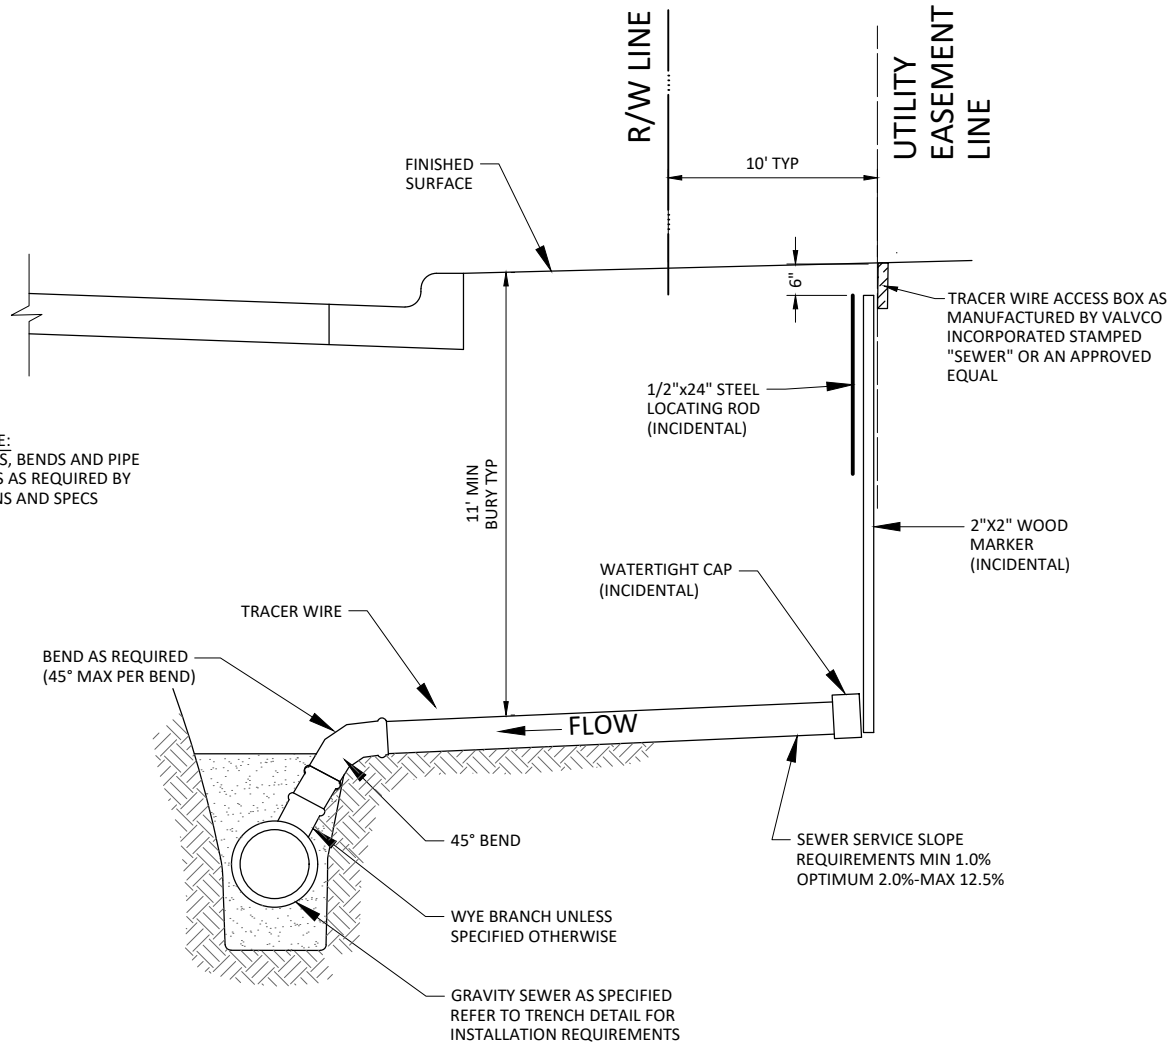 R/W LINE
UTILITY
EASEMENT
LINE
10' TYP
FINISHED
SURFACE
6"
TRACER WIRE ACCESS BOX AS
MANUFACTURED BY VALVCO
INCORPORATED STAMPED
"SEWER" OR AN APPROVED
EQUAL
1/2"x24" STEEL
LOCATING ROD
(INCIDENTAL)
E:
S, BENDS AND PIPE
S AS REQUIRED BY
NS AND SPECS
11' MIN
BURY TYP
2"X2" WOOD
MARKER
(INCIDENTAL)
WATERTIGHT CAP
(INCIDENTAL)
TRACER WIRE
BEND AS REQUIRED
(45° MAX PER BEND)
FLOW
45° BEND
SEWER SERVICE SLOPE
REQUIREMENTS MIN 1.0%
OPTIMUM 2.0%-MAX 12.5%
WYE BRANCH UNLESS
SPECIFIED OTHERWISE
GRAVITY SEWER AS SPECIFIED
REFER TO TRENCH DETAIL FOR
INSTALLATION REQUIREMENTS